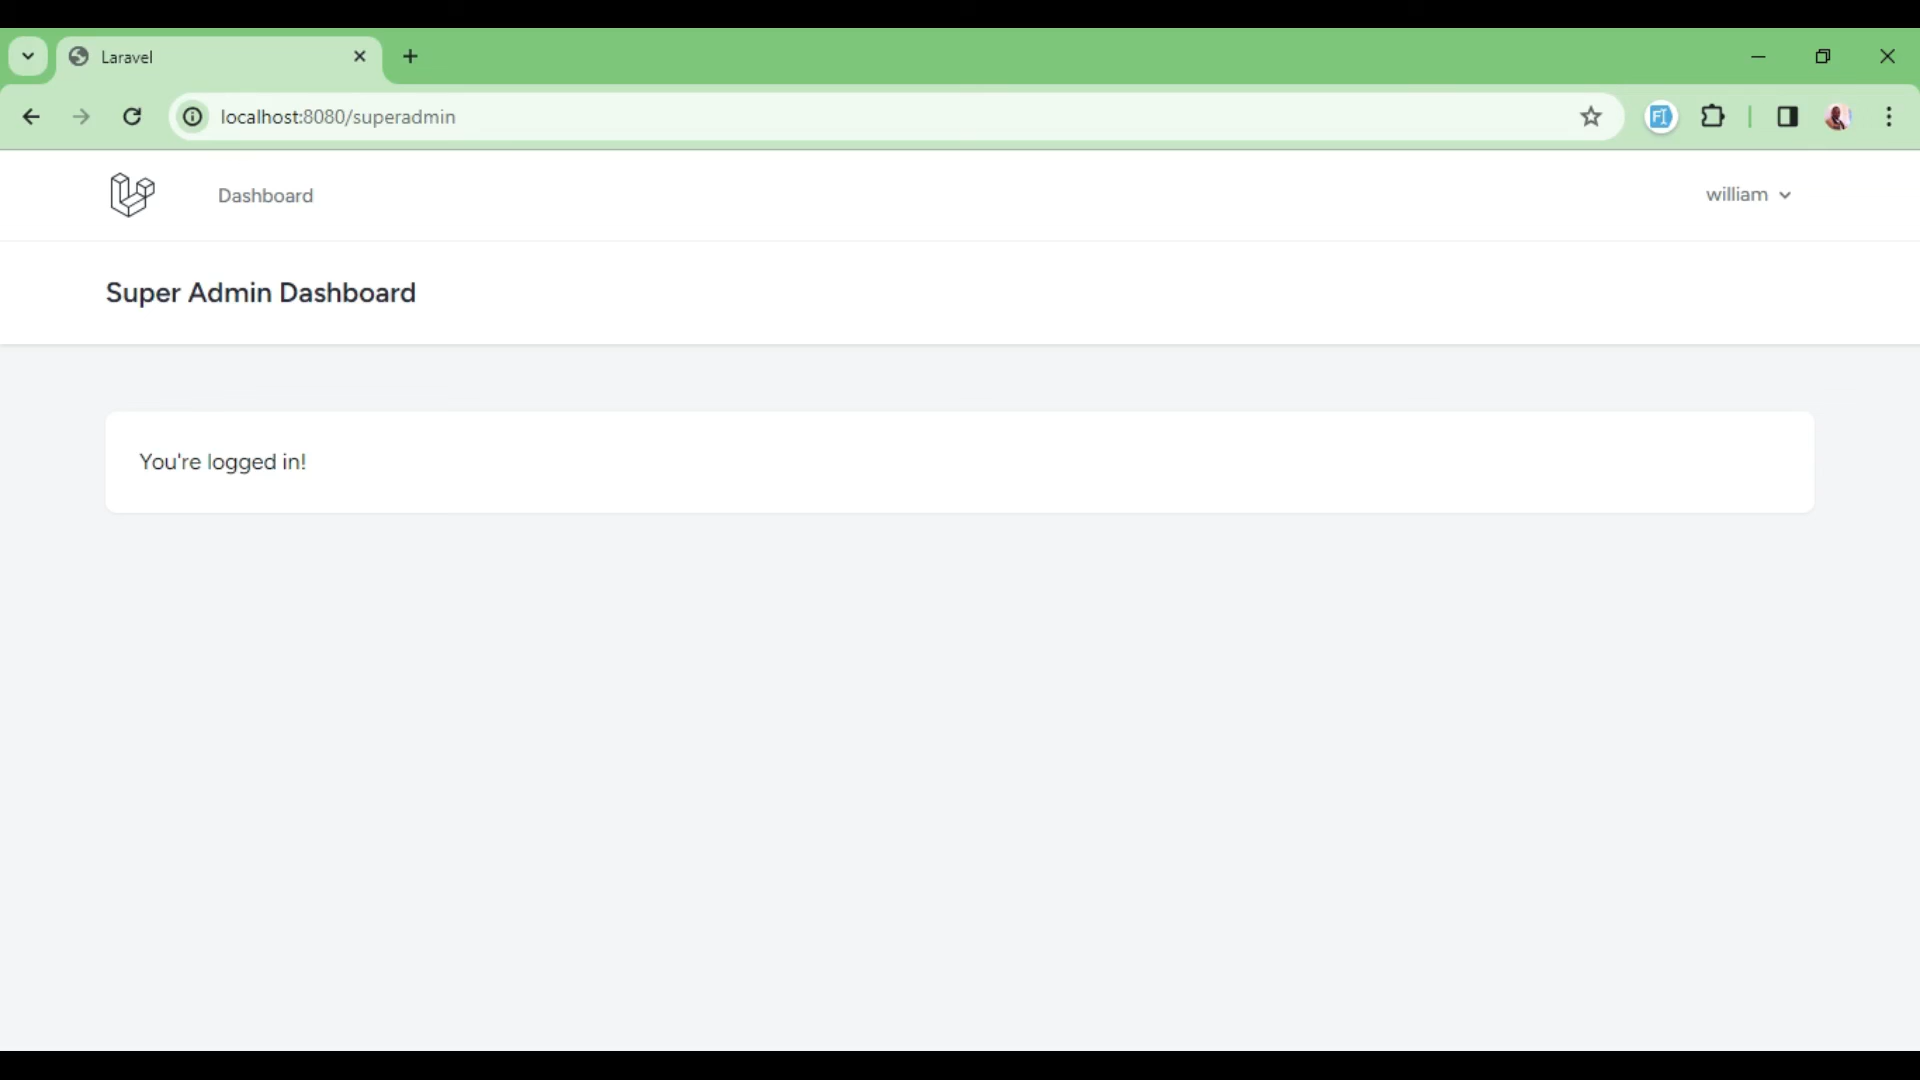 Laravel
localhost:8080/superadmin
Dashboard
william
Super Admin Dashboard
You're logged in!